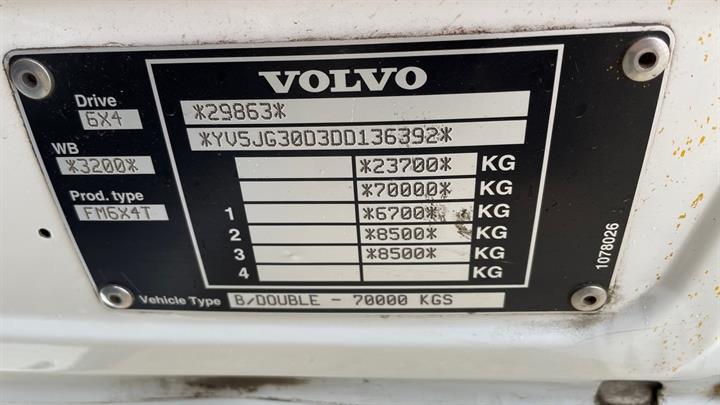 VOLVO
Drive
6X4
*29863*
*YV5JG30D3DD136392*
WB
*3200*
*23700* KG
*70000* KG
Prod. type
FM6X4T
1 *6700* KG
2 *8500* KG
3 *8500* KG
4 KG
Vehicle Type B/DOUBLE - 70000 KGS
1078026